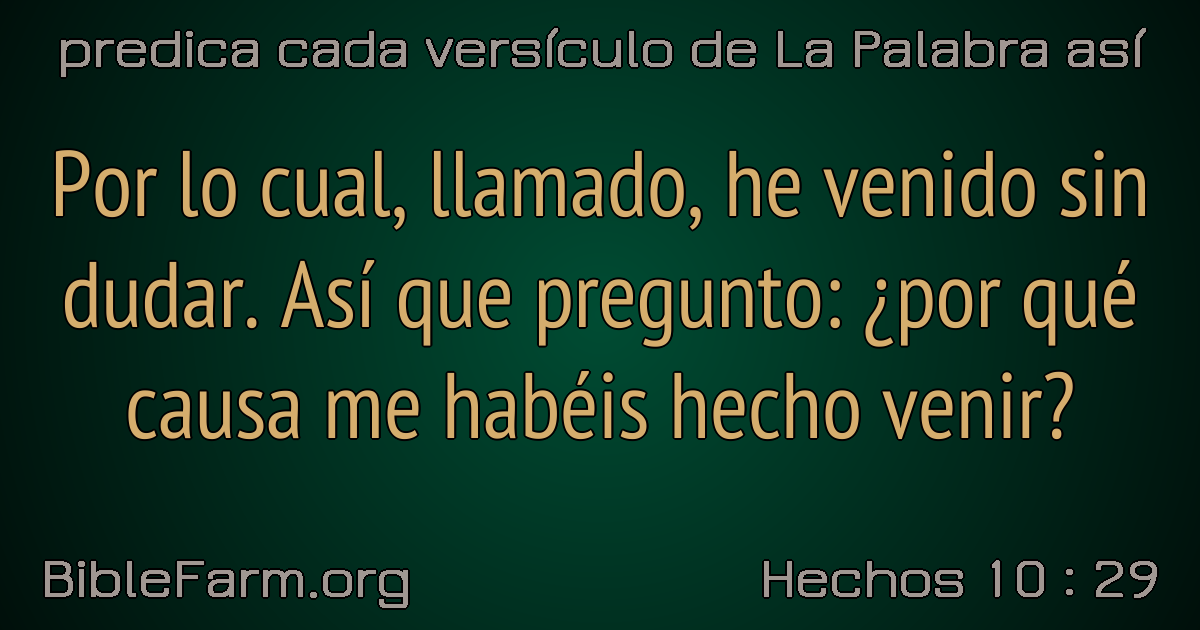 predica cada versículo de La Palabra así
Por lo cual, llamado, he venido sin
dudar. Así que pregunto: ¿por qué
causa me habéis hecho venir?
BibleFarm.org
Hechos 10 : 29